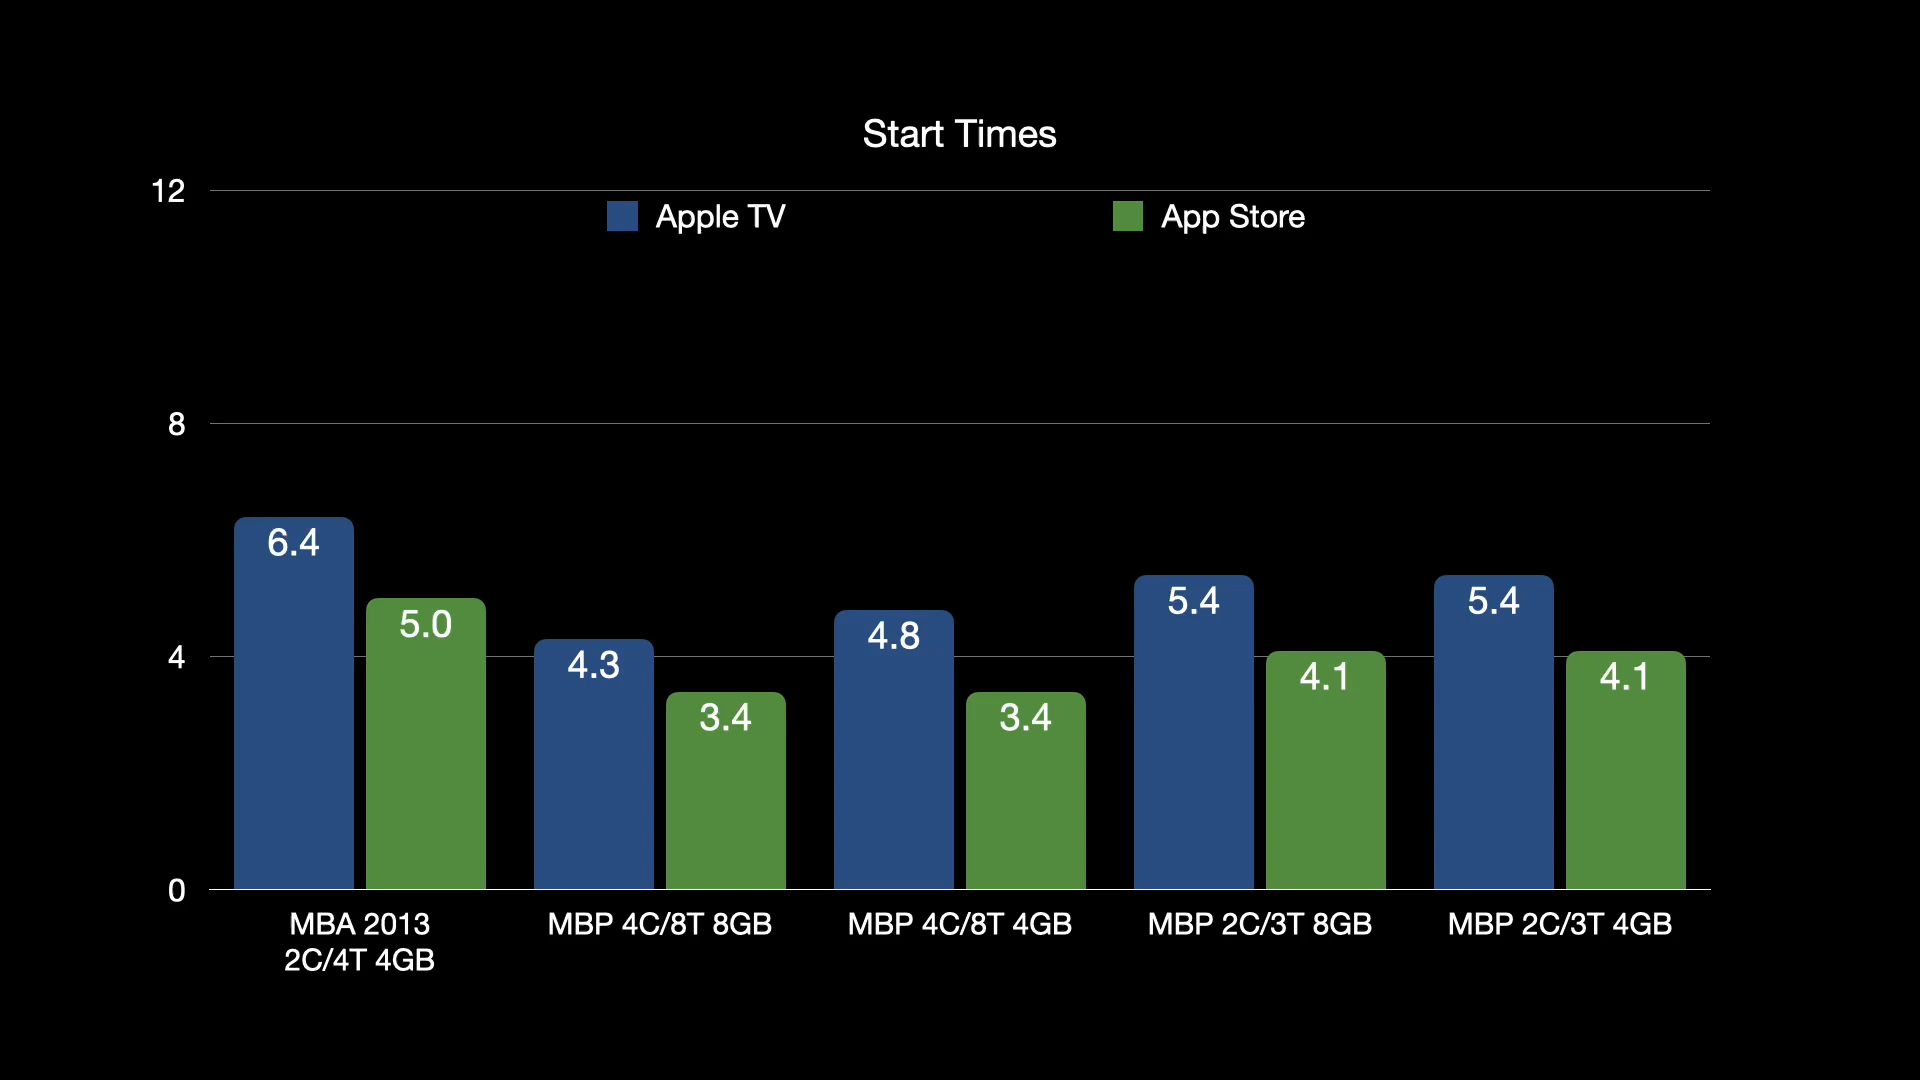 Start Times
12
Apple TV
App Store
8
6.4
5.0
4
4.3
3.4
4.8
3.4
5.4
4.1
5.4
4.1
0
MBA 2013
2C/4T 4GB
MBP 4C/8T 8GB
MBP 4C/8T 4GB
MBP 2C/3T 8GB
MBP 2C/3T 4GB